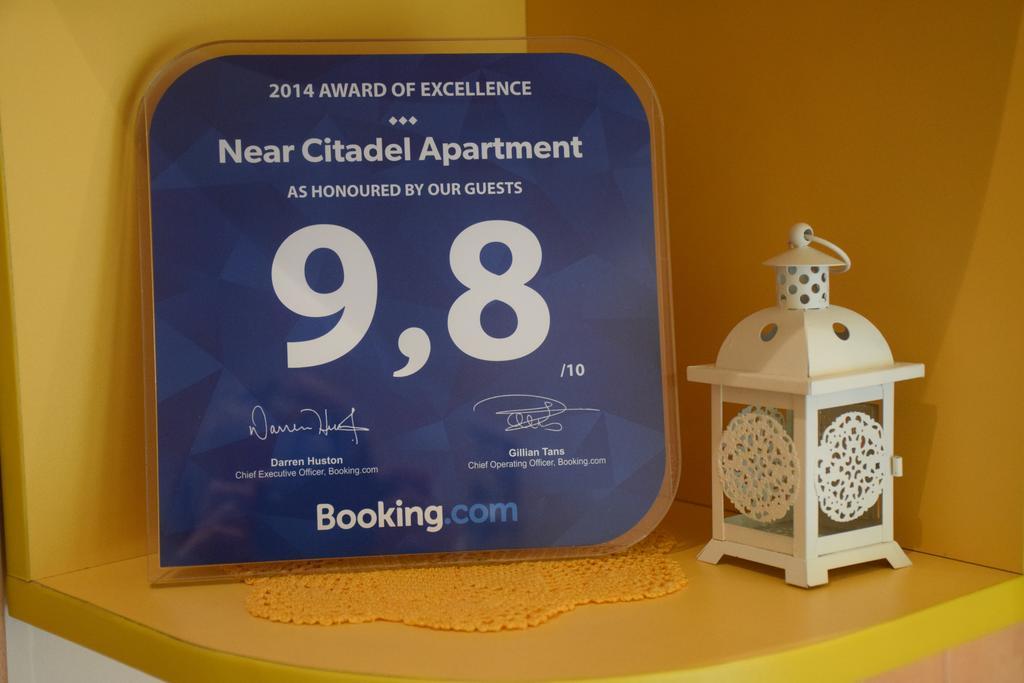 2014 AWARD OF EXCELLENCE
Near Citadel Apartment
AS HONOURED BY OUR GUESTS
9,8
/10
Darren Huston
Chief Executive Officer, Booking.com
Gillian Tans
Chief Operating Officer, Booking.com
Booking.com